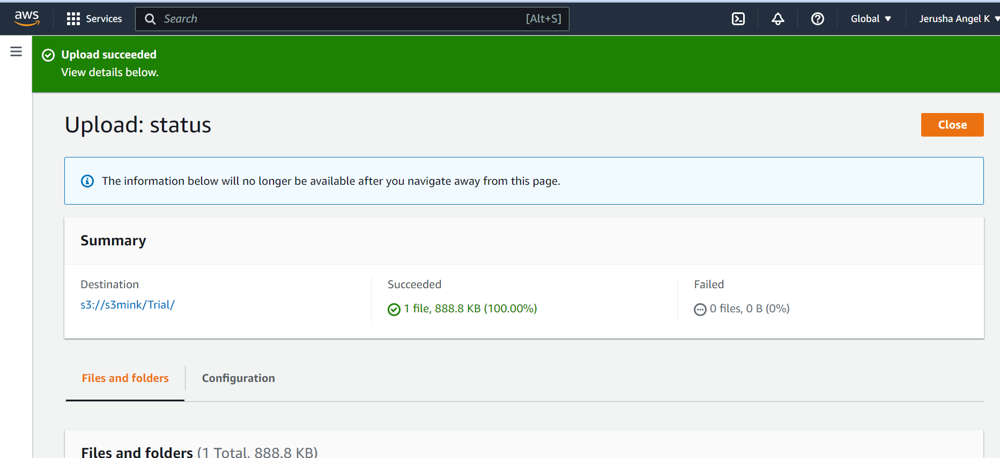 aws
Services
Search
[Alt+S]
Global
Jerusha Angel K
Upload succeeded
View details below.
Upload: status
Close
The information below will no longer be available after you navigate away from this page.
Summary
Destination
s3://s3mink/Trial/
Succeeded
1 file, 888.8 KB (100.00%)
Failed
0 files, 0 B (0%)
Files and folders
Configuration
Files and folders (1 Total, 888.8 KB)